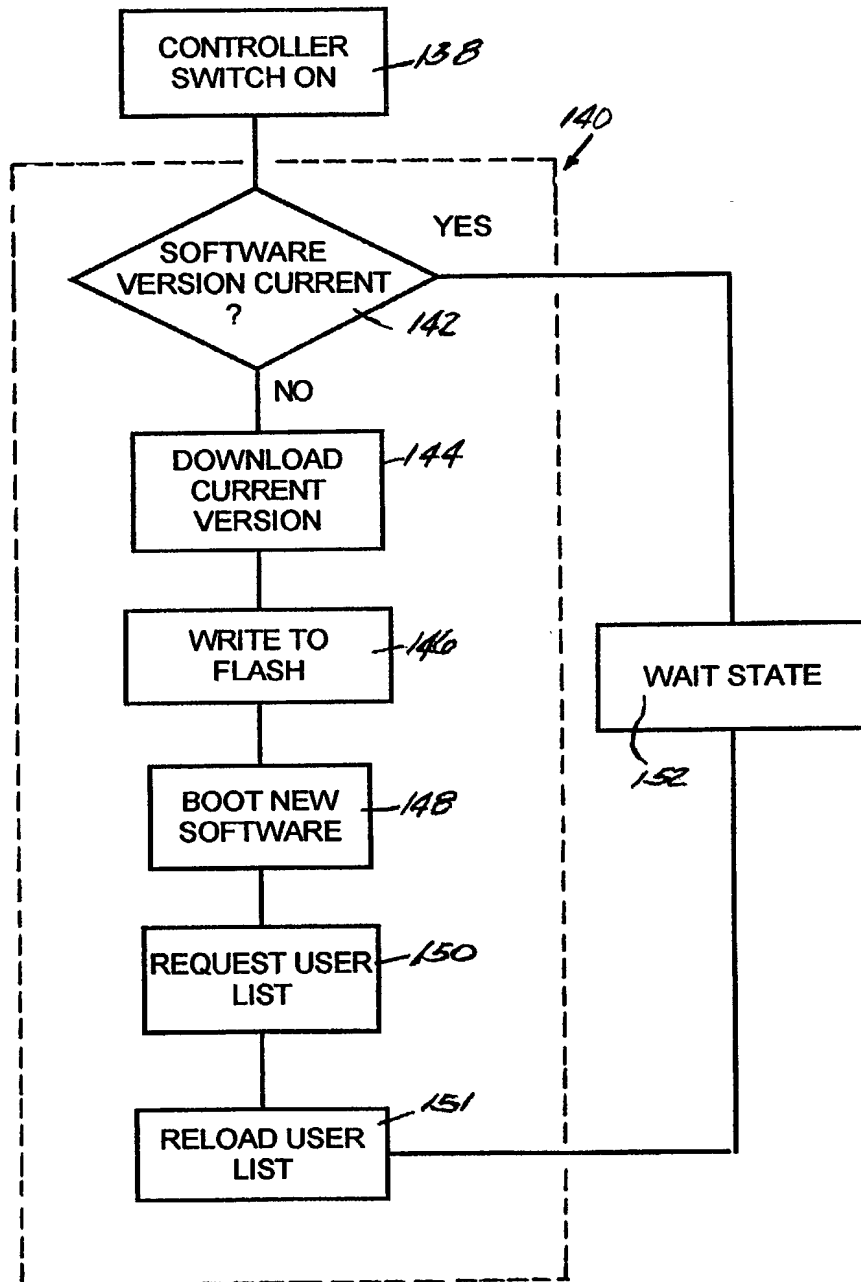 CONTROLLER
SWITCH ON
138
140
YES
SOFTWARE
VERSION CURRENT
?
142
NO
DOWNLOAD
CURRENT
VERSION
144
WRITE TO
FLASH
146
WAIT STATE
152
BOOT NEW
SOFTWARE
148
REQUEST USER
LIST
150
RELOAD USER
LIST
151